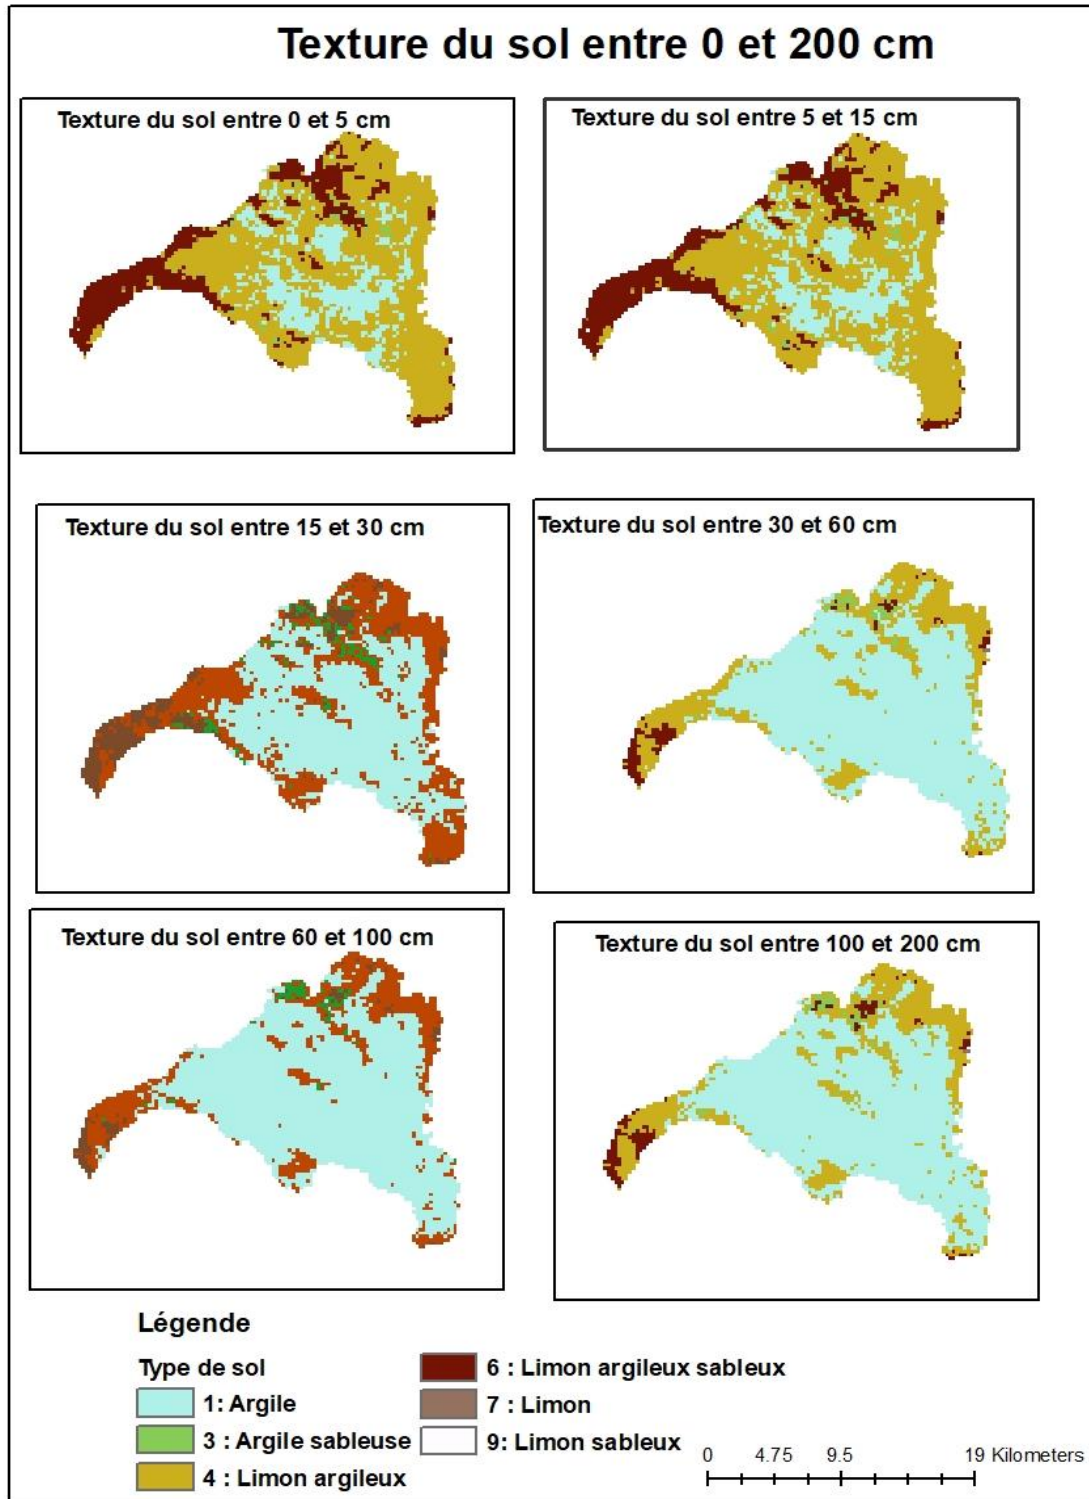 Texture du sol entre 0 et 200 cm
Texture du sol entre 0 et 5 cm
Texture du sol entre 5 et 15 cm
Texture du sol entre 15 et 30 cm
Texture du sol entre 30 et 60 cm
Texture du sol entre 60 et 100 cm
Texture du sol entre 100 et 200 cm
Légende
Type de sol
1: Argile
3 : Argile sableuse
4 : Limon argileux
6 : Limon argileux sableux
7 : Limon
9: Limon sableux
0 4.75 9.5 19 Kilometers